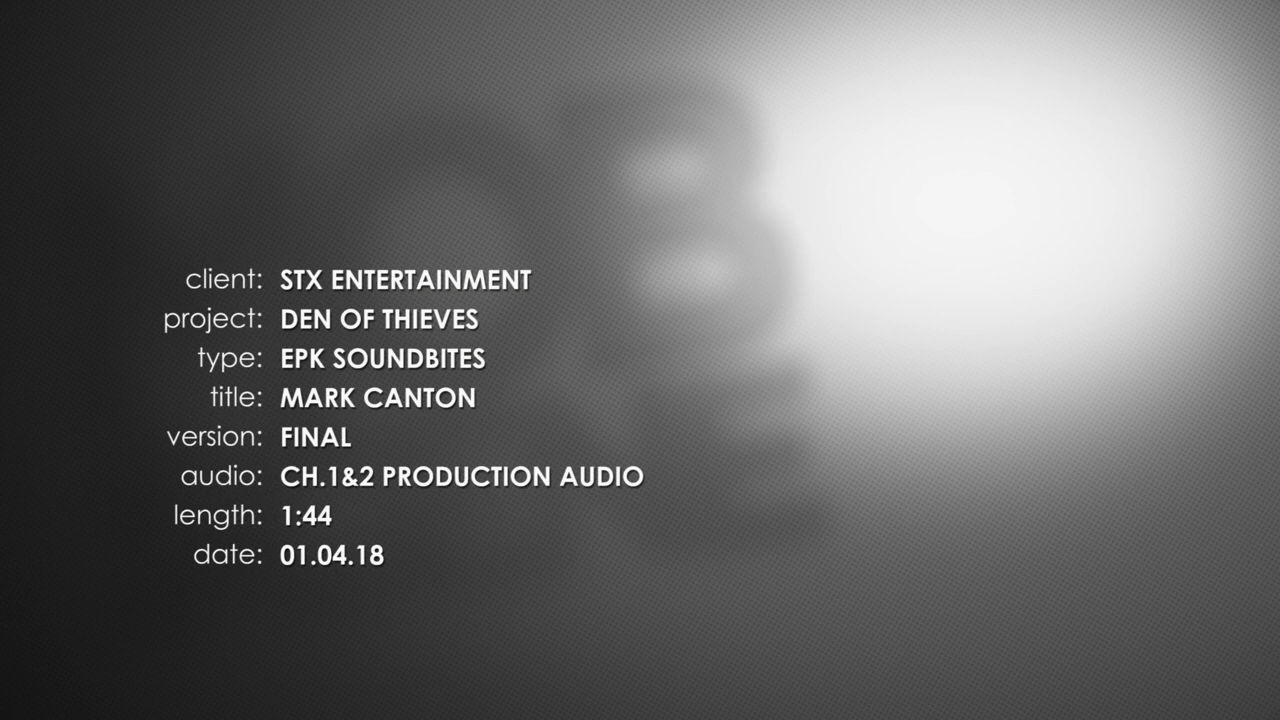 client: STX ENTERTAINMENT
project: DEN OF THIEVES
type: EPK SOUNDBITES
title: MARK CANTON
version: FINAL
audio: CH.1&2 PRODUCTION AUDIO
length: 1:44
date: 01.04.18